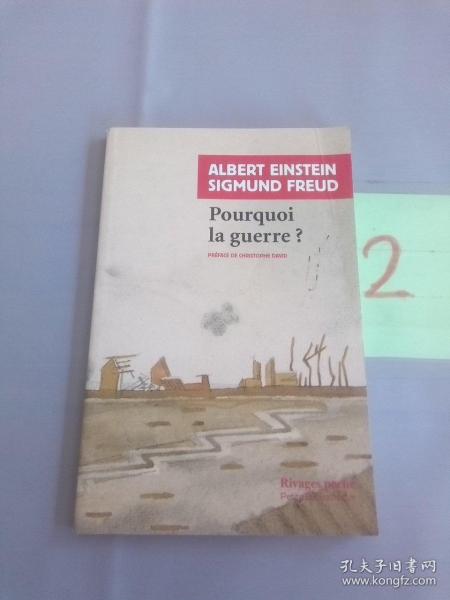 ALBERT EINSTEIN
SIGMUND FREUD
Pourquoi
la guerre ?
PRÉFACE DE CHRISTOPHE DAVID
2
Rivages poche
孔夫子旧书网
www.kongfz.com